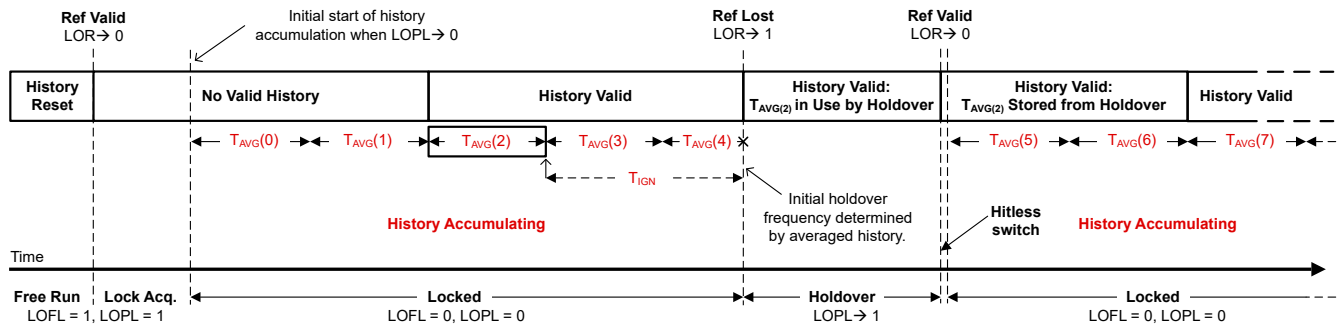 Ref Valid
LOR→ 0
Initial start of history
accumulation when LOPL→ 0
Ref Lost
LOR→ 1
Ref Valid
LOR→ 0
History
Reset
No Valid History
History Valid
History Valid:
TAVG(2) in Use by Holdover
History Valid:
TAVG(2) Stored from Holdover
History Valid
TAVG(0)
TAVG(1)
TAVG(2)
TAVG(3)
TAVG(4)
TAVG(5)
TAVG(6)
TAVG(7)
TIGN
Initial holdover
frequency determined
by averaged history.
History Accumulating
Hitless
switch
History Accumulating
Time
Free Run
Lock Acq.
LOFL = 1, LOPL = 1
Locked
LOFL = 0, LOPL = 0
Holdover
LOPL→ 1
Locked
LOFL = 0, LOPL = 0